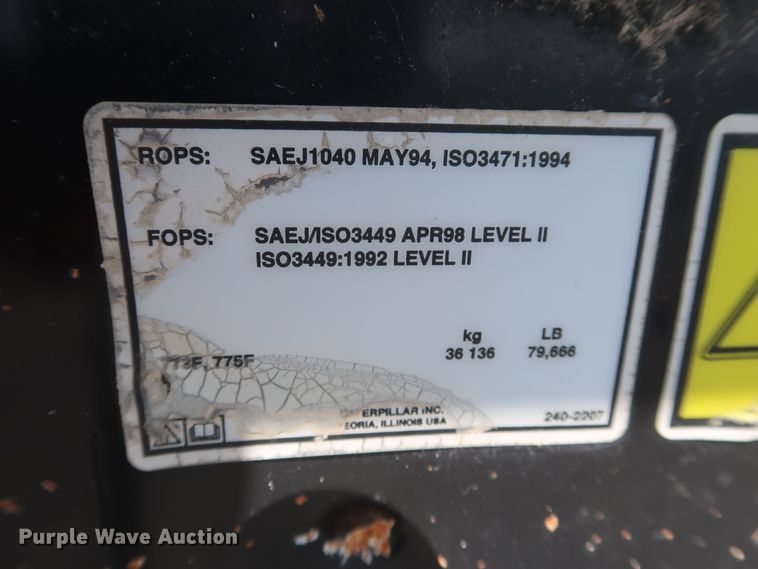 ROPS: SAEJ1040 MAY94, ISO3471:1994
FOPS: SAEJ/ISO3449 APR98 LEVEL II
ISO3449:1992 LEVEL II
kg LB
773F, 775F 36 136 79,666
ERPILLAR INC.
EORIA, ILLINOIS USA 240-2207
Purple Wave Auction